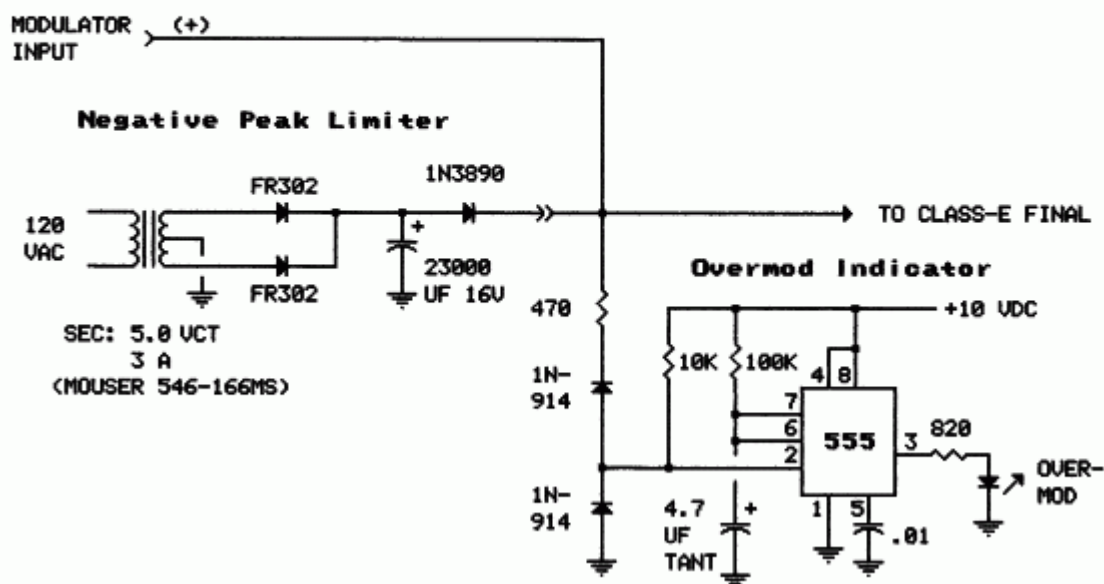 MODULATOR (+)
INPUT
Negative Peak Limiter
FR302
1N3890
120
VAC
FR302
+
23000
UF 16V
TO CLASS-E FINAL
Overmod Indicator
SEC: 5.0 VCT
3 A
(MOUSER 546-166MS)
470
+10 VDC
10K
100K
1N-
914
4 8
7
6
2
555
3
820
OVER-
MOD
1N-
914
4.7
UF
TANT
+
1 5
.01